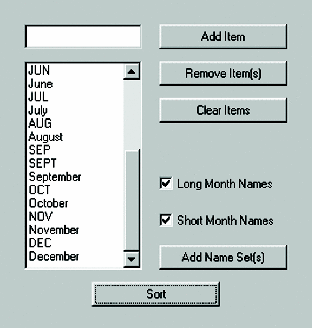 Add Item
JUN
June
JUL
July
AUG
August
SEP
SEPT
September
OCT
October
NOV
November
DEC
December
Remove Item(s)
Clear Items
Long Month Names
Short Month Names
Add Name Set(s)
Sort